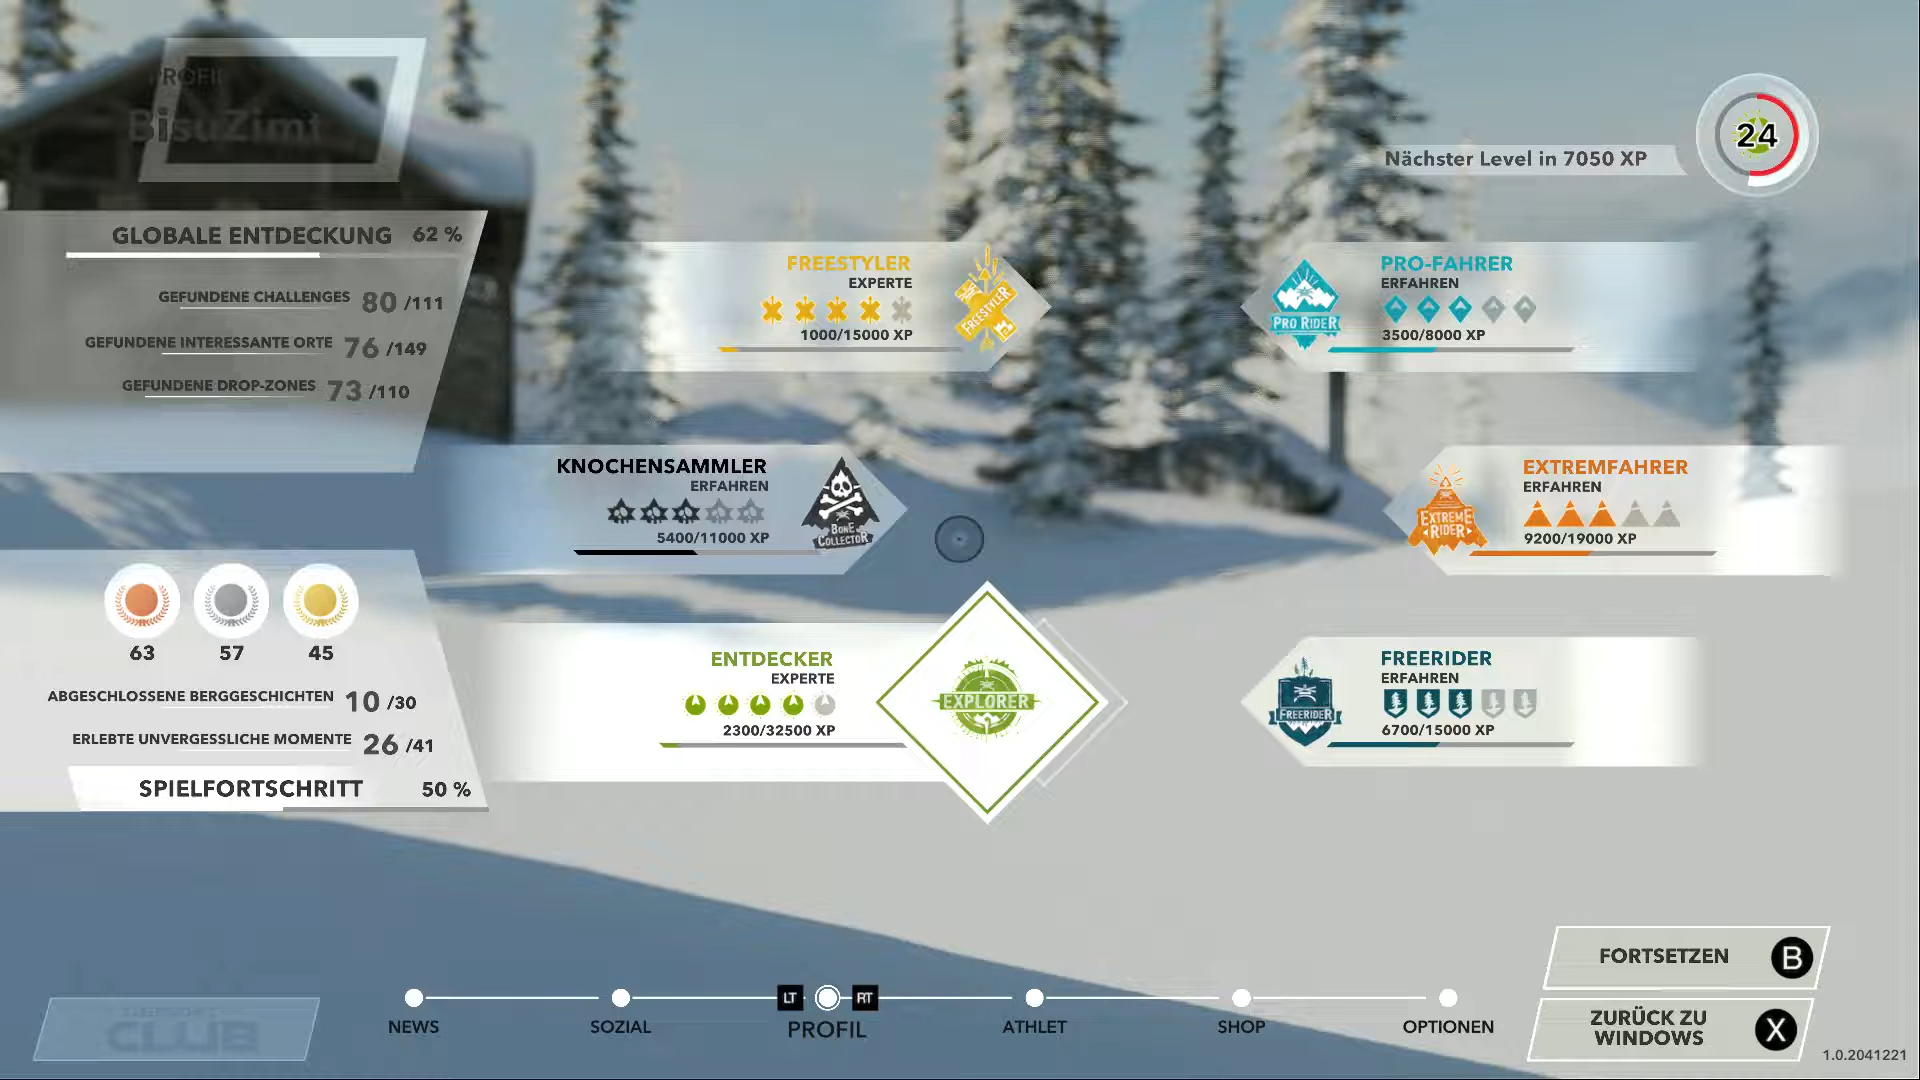 PROFIL
BisuZimt
Nächster Level in 7050 XP
24
GLOBALE ENTDECKUNG 62 %
GEFUNDENE CHALLENGES 80 /111
GEFUNDENE INTERESSANTE ORTE 76 /149
GEFUNDENE DROP-ZONES 73 /110
FREESTYLER
EXPERTE
1000/15000 XP
FREESTYLER
PRO-FAHRER
ERFAHREN
3500/8000 XP
PRO RIDER
KNOCHENSAMMLER
ERFAHREN
5400/11000 XP
BONE
COLLECTOR
EXTREMFAHRER
ERFAHREN
9200/19000 XP
EXTREME
RIDER
63 57 45
ABGESCHLOSSENE BERGGESCHICHTEN 10 /30
ERLEBTE UNVERGESSLICHE MOMENTE 26 /41
SPIELFORTSCHRITT 50 %
ENTDECKER
EXPERTE
2300/32500 XP
EXPLORER
FREERIDER
ERFAHREN
6700/15000 XP
FREERIDER
FORTSETZEN B
ZURÜCK ZU
WINDOWS X
LT RT
NEWS SOZIAL PROFIL ATHLET SHOP OPTIONEN
CLUB
1.0.2041221